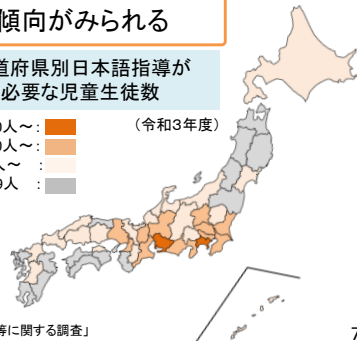 傾向がみられる
道府県別日本語指導が
必要な児童生徒数
(令和3年度)
0人～:
0人～:
人～ :
9人 :
等に関する調査」
7